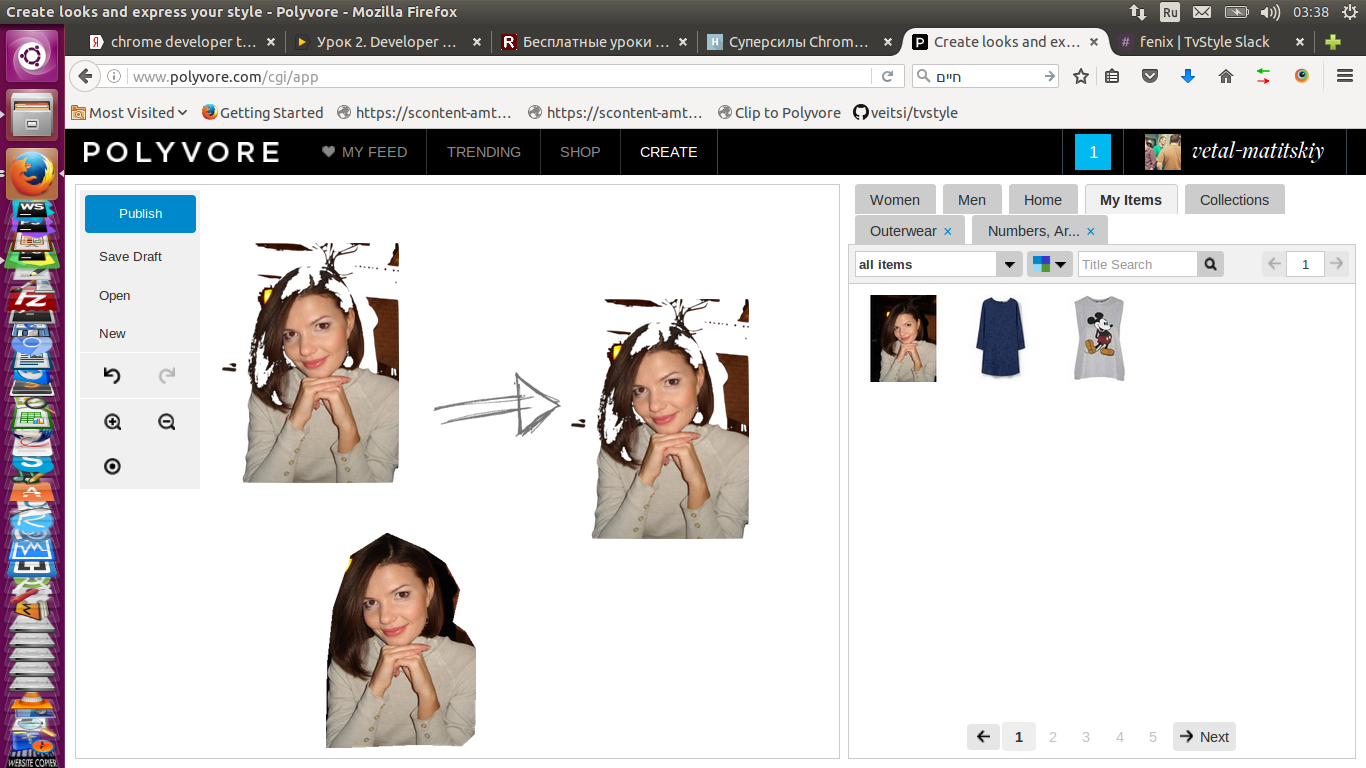 Create looks and express your style - Polyvore - Mozilla Firefox
Ru
03:38
chrome developer t...
Урок 2. Developer ...
Бесплатные уроки ...
Суперсилы Chrom...
Create looks and ex...
fenix | TvStyle Slack
www.polyvore.com/cgi/app
חיים
Most Visited
Getting Started
https://scontent-amt...
https://scontent-amt...
Clip to Polyvore
veitsi/tvstyle
POLYVORE
MY FEED
TRENDING
SHOP
CREATE
1
vetal-matitskiy
Publish
Save Draft
Open
New
Women
Men
Home
My Items
Collections
Outerwear ×
Numbers, Ar... ×
all items
Title Search
1
1
2
3
4
5
Next
WS
FZ
WEBSITE COPIER